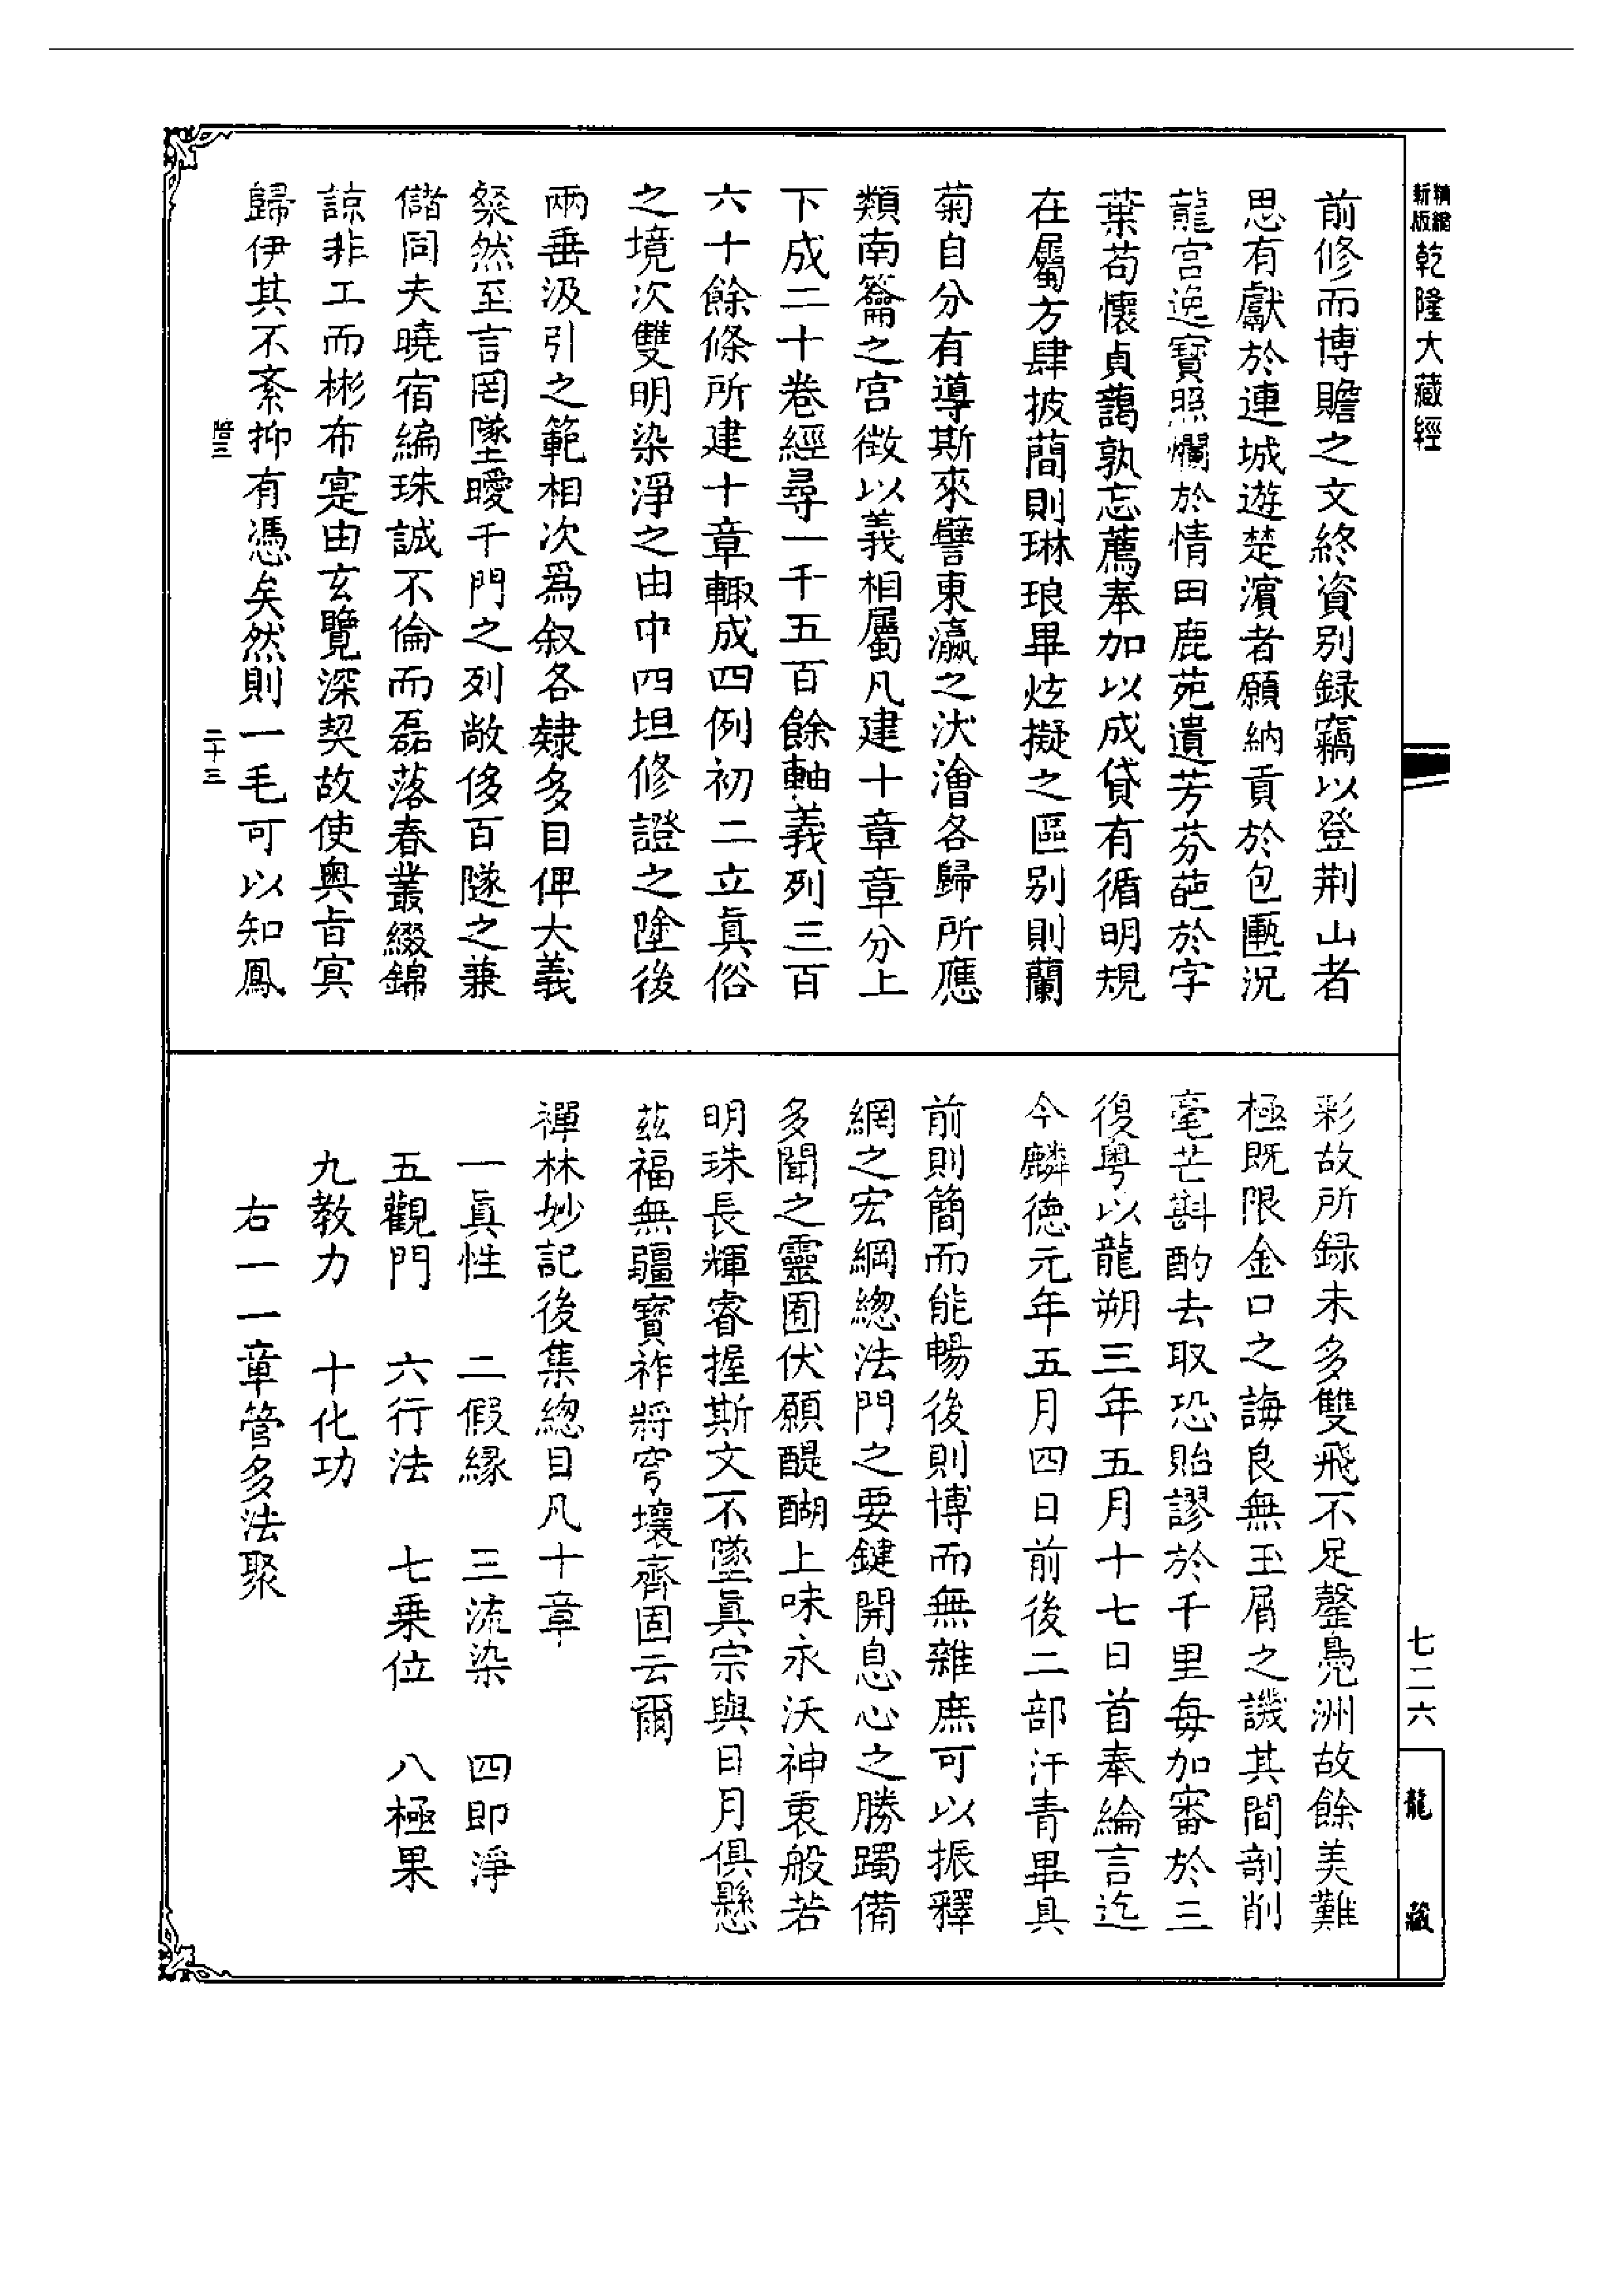 精縮新版乾隆大藏經
前修而博贍之文終資別録竊以登荆山者
思有獻於連城遊楚濱者願納貢於包匭況
龍宫逸寶照爛於情田鹿苑遺芳芬葩於字
葉苟懷貞藹孰忘薦奉加以成貸有循明規
在屬方肆披蕳則琳琅畢炫擬之區别則蘭
菊自分有導斯來譬東瀛之沃澮各歸所應
類南籥之宫徵以義相屬凡建十章章分上
下成二十卷經尋一千五百餘軸義列三百
六十餘條所建十章輙成四例初二立眞俗
之境次雙明染淨之由中四坦修證之墬後
兩垂汲引之範相次爲叙各隸多目俾大義
粲然至言罔墜曖千門之列敞侈百隧之兼
儲同夫曉宿編珠誠不倫而磊落春叢綴錦
諒非工而彬布寔由玄覽深契故使奥旨冥
歸伊其不紊抑有憑矣然則一毛可以知鳳
二十三
彩故所録未多雙飛不足罄鳧洲故餘美難
極既限金口之誨良無玉屑之譏其間剞削
毫芒斟酌去取恐貽謬於千里每加審於三
復粤以龍朔三年五月十七日首奉綸言迄
今麟徳元年五月四日前後二部汗青畢具
前則簡而能暢後則博而無雜庶可以振釋
網之宏綱緫法門之要鍵開息心之勝躅備
多聞之靈囿伏願醍醐上味永沃神衷般若
明珠長輝睿握斯文不墜眞宗與日月俱懸
茲福無疆寶祚將穹壤齊固云爾
禪林妙記後集緫目凡十章
一眞性 二假縁 三流染 四即淨
五觀門 六行法 七乗位 八極果
九教力 十化功
右一一章管多法聚
七二六
龍藏